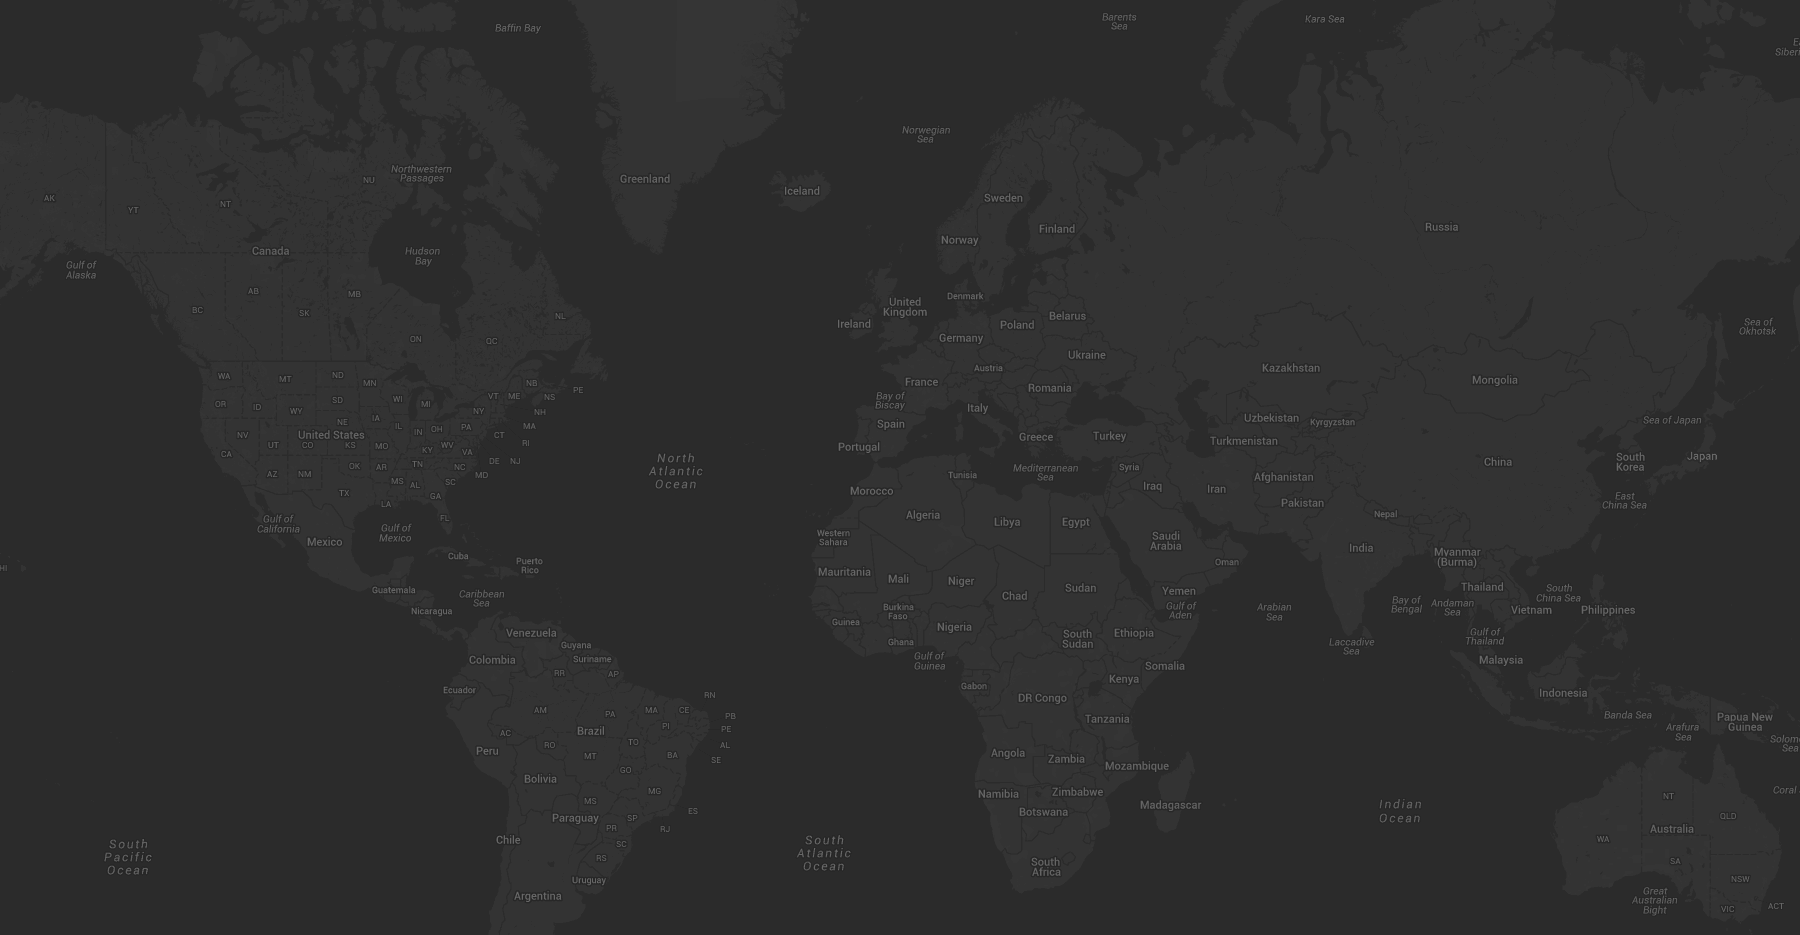 Baffin Bay
Barents
Sea
Kara Sea
Norwegian
Sea
Northwestern
Passages
NU
Greenland
Iceland
AK
YT
NT
Sweden
Finland
Norway
Russia
Canada
Hudson
Bay
Gulf of
Alaska
AB
MB
BC
SK
NL
ON
QC
United
Kingdom
Denmark
Ireland
Belarus
Poland
Germany
Ukraine
Austria
France
Romania
Bay of
Biscay
Italy
Spain
Portugal
Greece
Turkey
Kazakhstan
Mongolia
Uzbekistan
Kyrgyzstan
Turkmenistan
Sea of
Okhotsk
Sea of Japan
South
Korea
Japan
China
East
China Sea
WA
MT
ND
MN
OR
ID
WY
SD
WI
MI
VT
ME
NB
NS
PE
NY
NH
NE
IA
IL
IN
OH
PA
MA
CT
RI
NV
UT
CO
United States
KS
MO
KY
WV
VA
CA
AZ
NM
OK
AR
TN
NC
DE
NJ
MD
MS
AL
SC
TX
LA
GA
FL
North
Atlantic
Ocean
Mediterranean
Sea
Syria
Tunisia
Iraq
Iran
Afghanistan
Pakistan
Nepal
Morocco
Algeria
Libya
Egypt
Western
Sahara
Saudi
Arabia
Oman
India
Myanmar
(Burma)
Gulf of
California
Gulf of
Mexico
Mexico
Cuba
Puerto
Rico
HI
Guatemala
Caribbean
Sea
Nicaragua
Mauritania
Mali
Niger
Chad
Sudan
Yemen
Gulf of
Aden
Arabian
Sea
Bay of
Bengal
Andaman
Sea
Thailand
South
China Sea
Vietnam
Philippines
Burkina
Faso
Guinea
Ghana
Nigeria
South
Sudan
Ethiopia
Gulf of
Guinea
Somalia
Laccadive
Sea
Gulf of
Thailand
Malaysia
Venezuela
Guyana
Suriname
Colombia
RR
AP
Ecuador
Gabon
DR Congo
Kenya
Tanzania
Indonesia
Banda Sea
Arafura
Sea
Papua New
Guinea
AM
PA
MA
CE
RN
PB
PI
PE
AC
Brazil
TO
AL
Peru
RO
MT
BA
SE
GO
Bolivia
MG
MS
ES
Paraguay
SP
PR
RJ
SC
Chile
RS
Uruguay
Argentina
Angola
Zambia
Mozambique
Namibia
Zimbabwe
Botswana
Madagascar
South
Africa
South
Pacific
Ocean
South
Atlantic
Ocean
Indian
Ocean
NT
QLD
Australia
WA
SA
NSW
Great
Australian
Bight
VIC
ACT
Coral